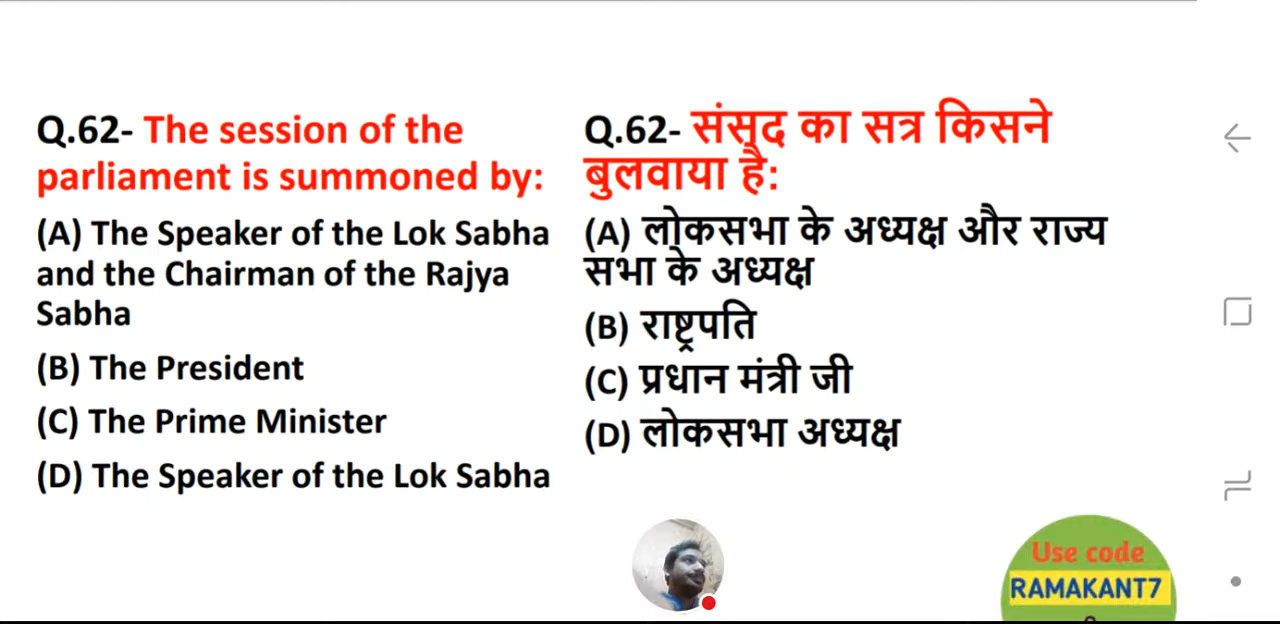 Q.62- The session of the
parliament is summoned by:
(A) The Speaker of the Lok Sabha
and the Chairman of the Rajya
Sabha
(B) The President
(C) The Prime Minister
(D) The Speaker of the Lok Sabha
Q.62- संसद का सत्र किसने
बुलवाया है:
(A) लोकसभा के अध्यक्ष और राज्य
सभा के अध्यक्ष
(B) राष्ट्रपति
(C) प्रधान मंत्री जी
(D) लोकसभा अध्यक्ष
Use code
RAMAKANT7